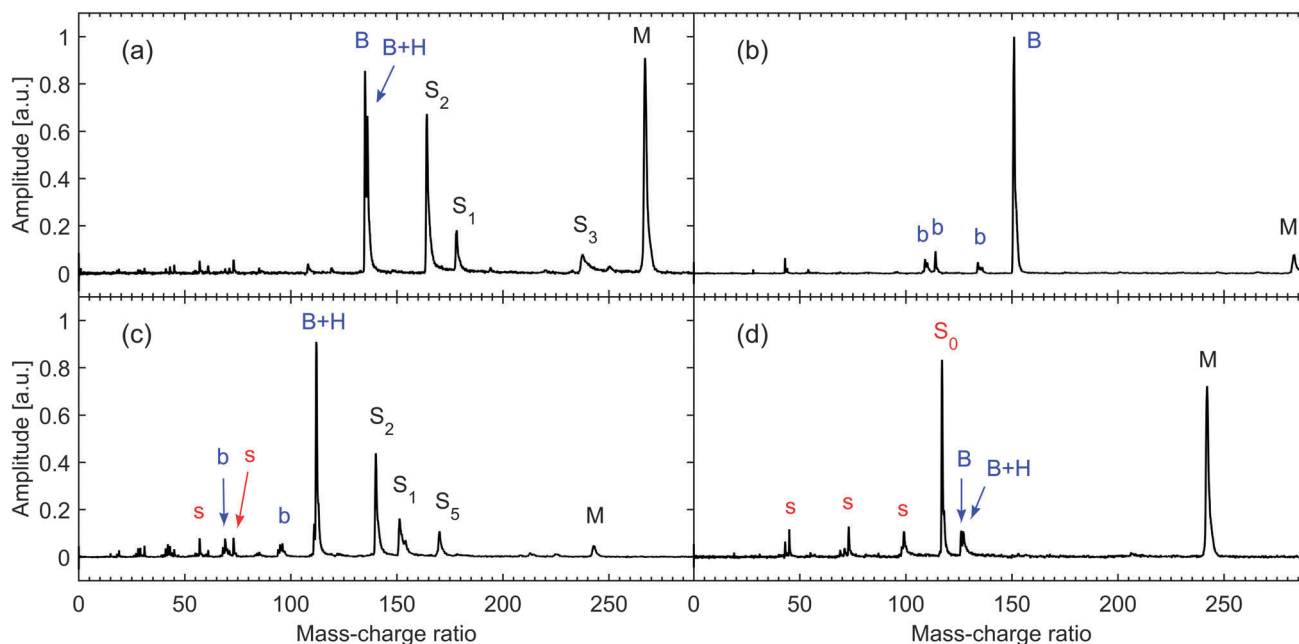 (a)
B
B+H
S2
S1
S3
M
(b)
B
b
b
b
M
1
0.8
0.6
0.4
0.2
0
Amplitude [a.u.]
(c)
B+H
S2
S1
S5
M
s
b
s
b
(d)
S0
M
B
B+H
s
s
s
1
0.8
0.6
0.4
0.2
0
Amplitude [a.u.]
0 50 100 150 200 250 0 50 100 150 200 250
Mass-charge ratio Mass-charge ratio